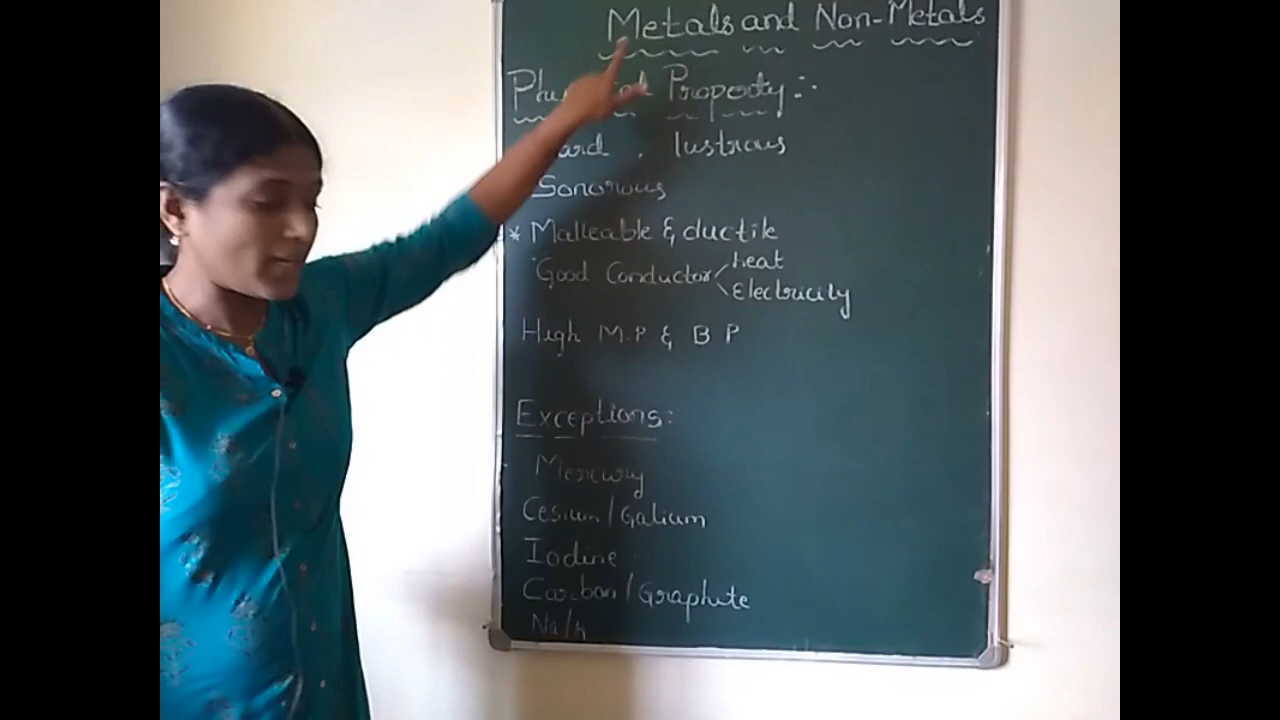 Metals and Non-Metals
Property :-
lustrous
Sonorous
* Malleable & ductile
Good Conductor heat
Electricity
High M.P & B P
Exceptions:
Mercury
Cesium/Galium
Iodine
Carbon/Graphite
Na/k